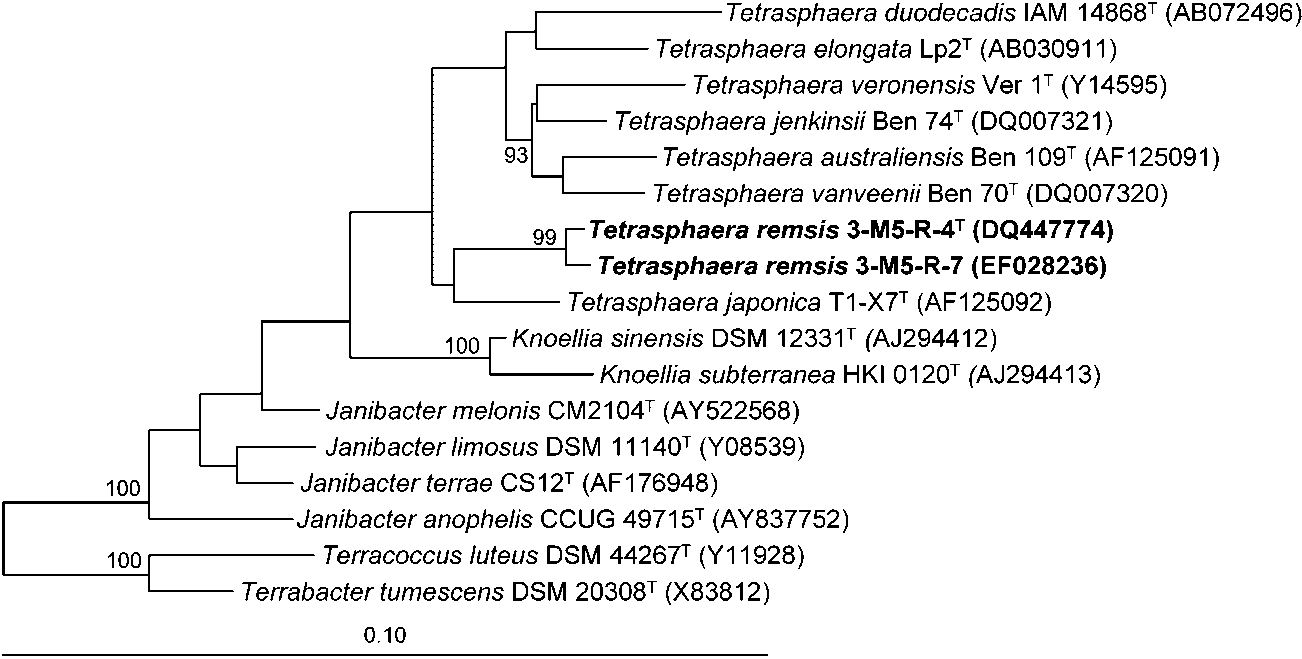 Tetrasphaera duodecadis IAM 14868ᵀ (AB072496)
Tetrasphaera elongata Lp2ᵀ (AB030911)
Tetrasphaera veronensis Ver 1ᵀ (Y14595)
Tetrasphaera jenkinsii Ben 74ᵀ (DQ007321)
93
Tetrasphaera australiensis Ben 109ᵀ (AF125091)
Tetrasphaera vanveenii Ben 70ᵀ (DQ007320)
99
Tetrasphaera remsis 3-M5-R-4ᵀ (DQ447774)
Tetrasphaera remsis 3-M5-R-7 (EF028236)
Tetrasphaera japonica T1-X7ᵀ (AF125092)
100
Knoellia sinensis DSM 12331ᵀ (AJ294412)
Knoellia subterranea HKI 0120ᵀ (AJ294413)
Janibacter melonis CM2104ᵀ (AY522568)
Janibacter limosus DSM 11140ᵀ (Y08539)
100
Janibacter terrae CS12ᵀ (AF176948)
Janibacter anophelis CCUG 49715ᵀ (AY837752)
100
Terracoccus luteus DSM 44267ᵀ (Y11928)
Terrabacter tumescens DSM 20308ᵀ (X83812)
0.10